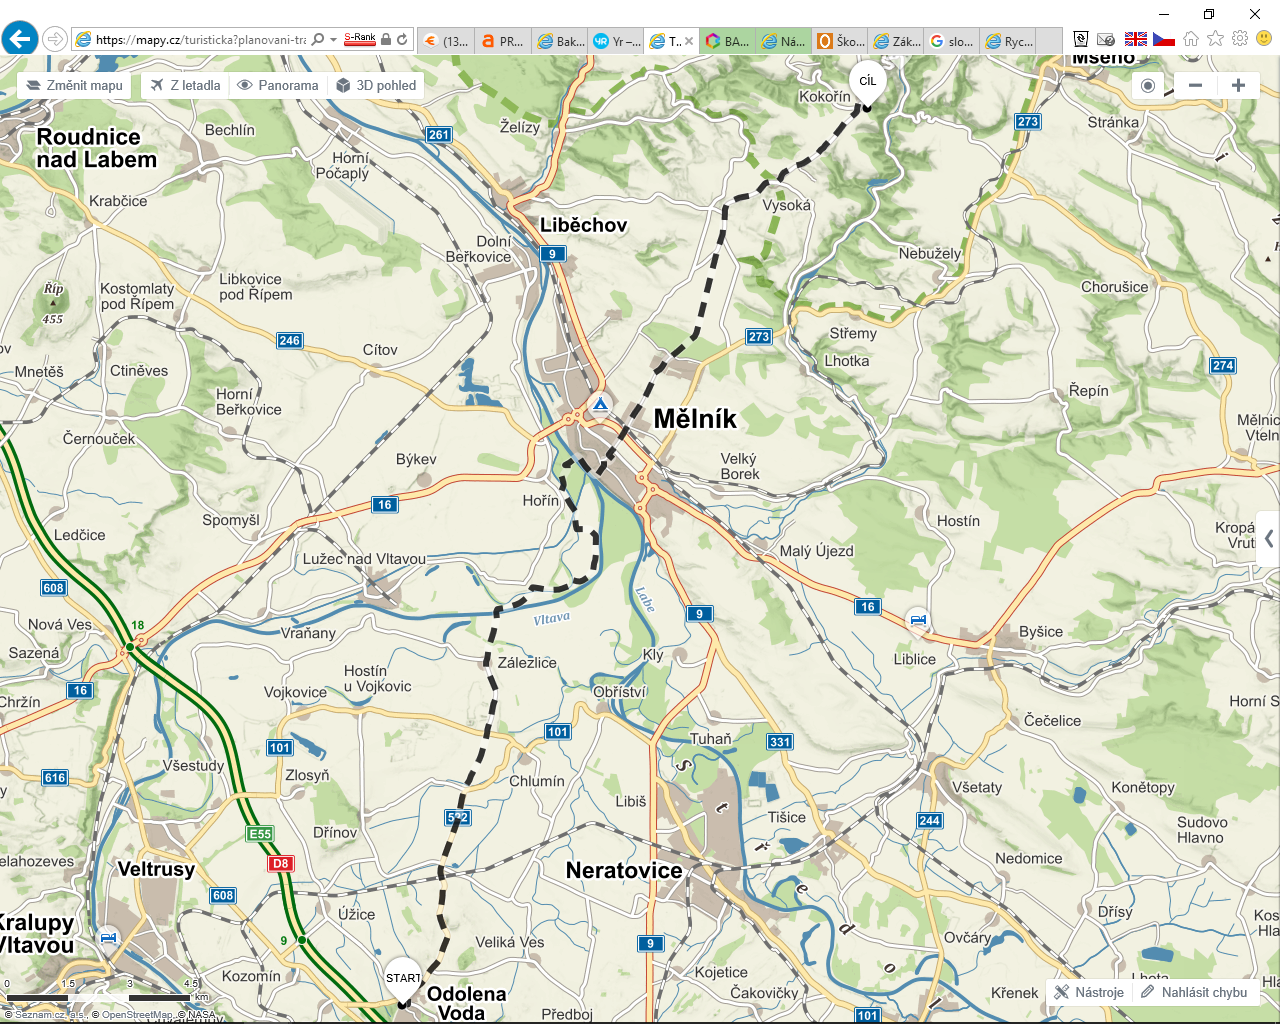 https://mapy.cz/turisticka?planovani-tra
S-Rank
(13...
PR...
Bak...
Yr –...
T...
BA...
Ná...
Ško...
Zák...
slo...
Ryc...
Změnit mapu
Z letadla
Panorama
3D pohled
CÍL
Mšeno
Kokořín
Stránka
273
Roudnice
nad Labem
Bechlín
261
Želízy
Horní
Počaply
Krabčice
Vysoká
Liběchov
Dolní
Beřkovice
9
Nebužely
Říp
455
Kostomlaty
pod Řípem
Libkovice
pod Řípem
Chorušice
246
273
Střemy
Cítov
Lhotka
Mnetěš
Ctiněves
274
Horní
Beřkovice
Řepín
Mělník
Mělnic
Vteln
Černouček
Býkev
Velký
Borek
16
Hořín
Spomyšl
Hostín
Ledčice
Kropá
Vrut
Lužec nad Vltavou
Malý Újezd
608
16
Labe
9
Vltava
18
Nová Ves
Vraňany
Byšice
Sazená
Kly
Liblice
Hostín
u Vojkovic
Zálezlice
16
Vojkovice
Obříství
Chržín
Horní S
Čečelice
101
101
Tuhaň
331
Všestudy
Zlosyň
Chlumín
616
Všetaty
Konětopy
Libiš
522
Tišice
244
Sudovo
Hlavno
E55
Dřínov
D8
elahozeves
Veltrusy
Neratovice
Nedomice
608
Úžice
Dřísy
Kralupy
Vltavou
9
Veliká Ves
9
Ovčáry
Kozomín
START
Kojetice
Lhota
Odolena
Voda
Čakovičky
Křenek
Předboj
101
S t ř e d o
0 1.5 3 4.5 km
Nástroje
Nahlásit chybu
© Seznam.cz, a.s., © OpenStreetMap, © NASA